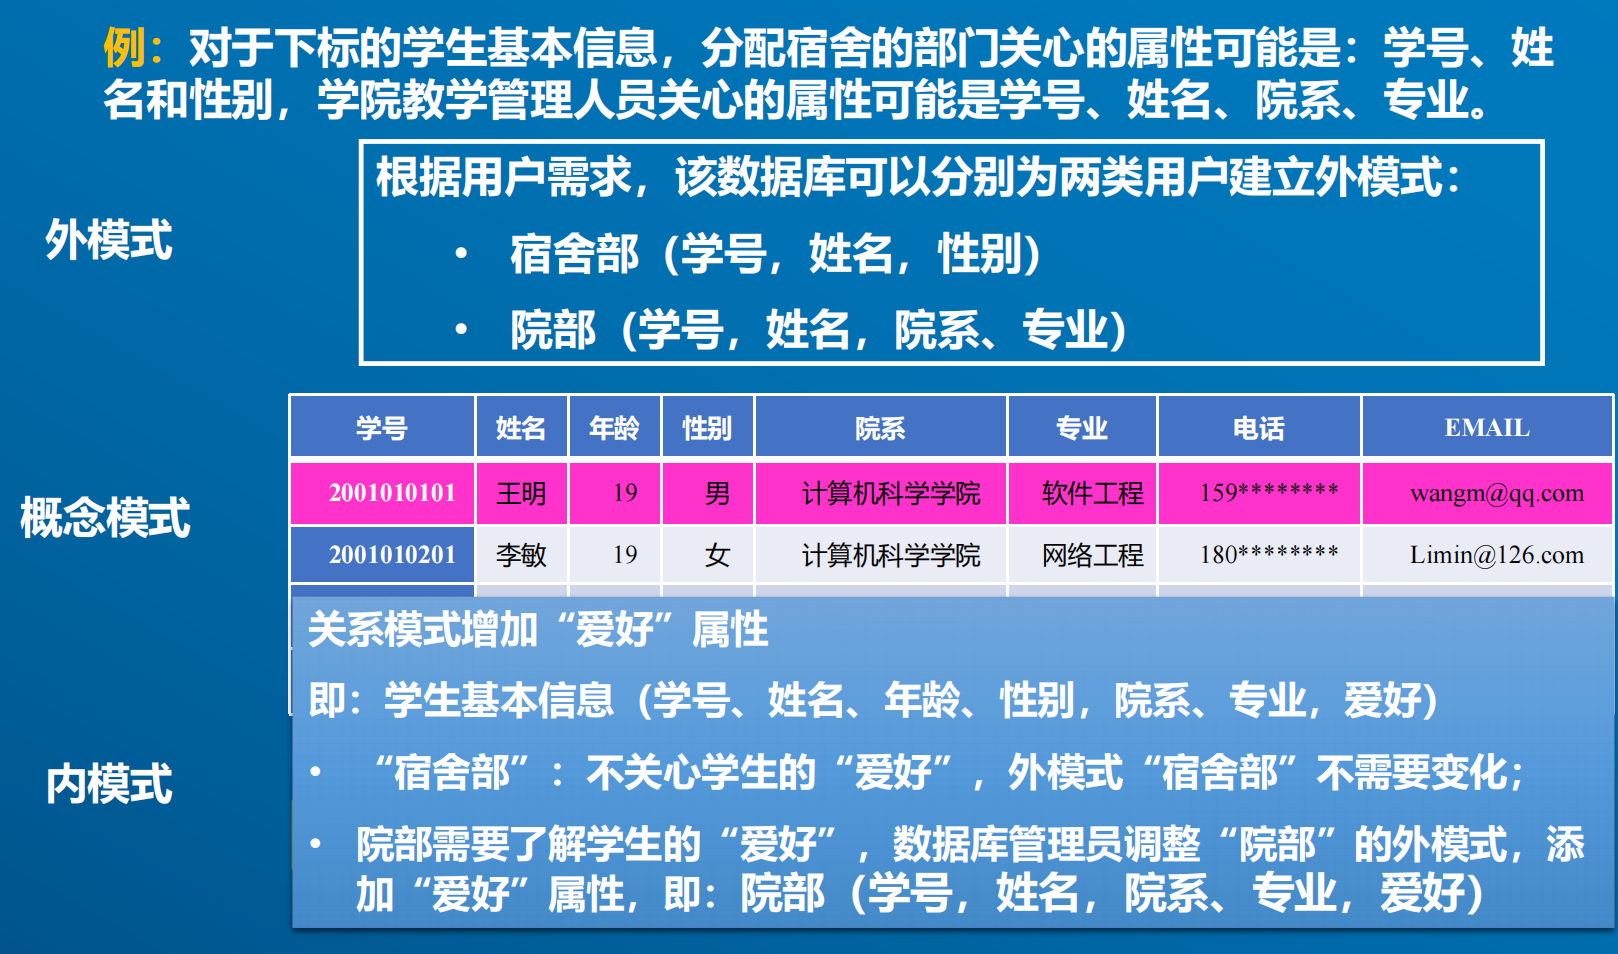 例：对于下标的学生基本信息，分配宿舍的部门关心的属性可能是：学号、姓
名和性别，学院教学管理人员关心的属性可能是学号、姓名、院系、专业。
外模式
根据用户需求，该数据库可以分别为两类用户建立外模式：
• 宿舍部（学号，姓名，性别）
• 院部（学号，姓名，院系、专业）
概念模式
学号 姓名 年龄 性别 院系 专业 电话 EMAIL
2001010101 王明 19 男 计算机科学学院 软件工程 159******** wangm@qq.com
2001010201 李敏 19 女 计算机科学学院 网络工程 180******** Limin@126.com
内模式
关系模式增加“爱好”属性
即：学生基本信息（学号、姓名、年龄、性别，院系、专业，爱好）
• “宿舍部”：不关心学生的“爱好”，外模式“宿舍部”不需要变化；
• 院部需要了解学生的“爱好”，数据库管理员调整“院部”的外模式，添
加“爱好”属性，即：院部（学号，姓名，院系、专业，爱好）